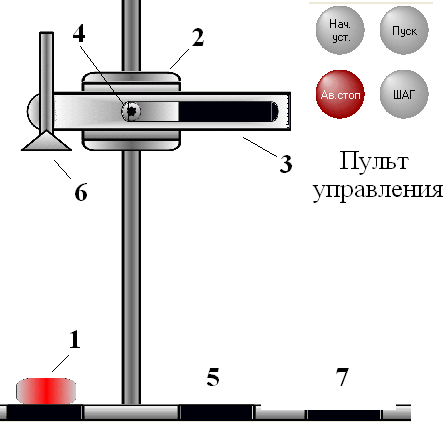 Нач.
уст.
Пуск
Ав.стоп
ШАГ
Пульт
управления
4
2
3
6
1
5
7